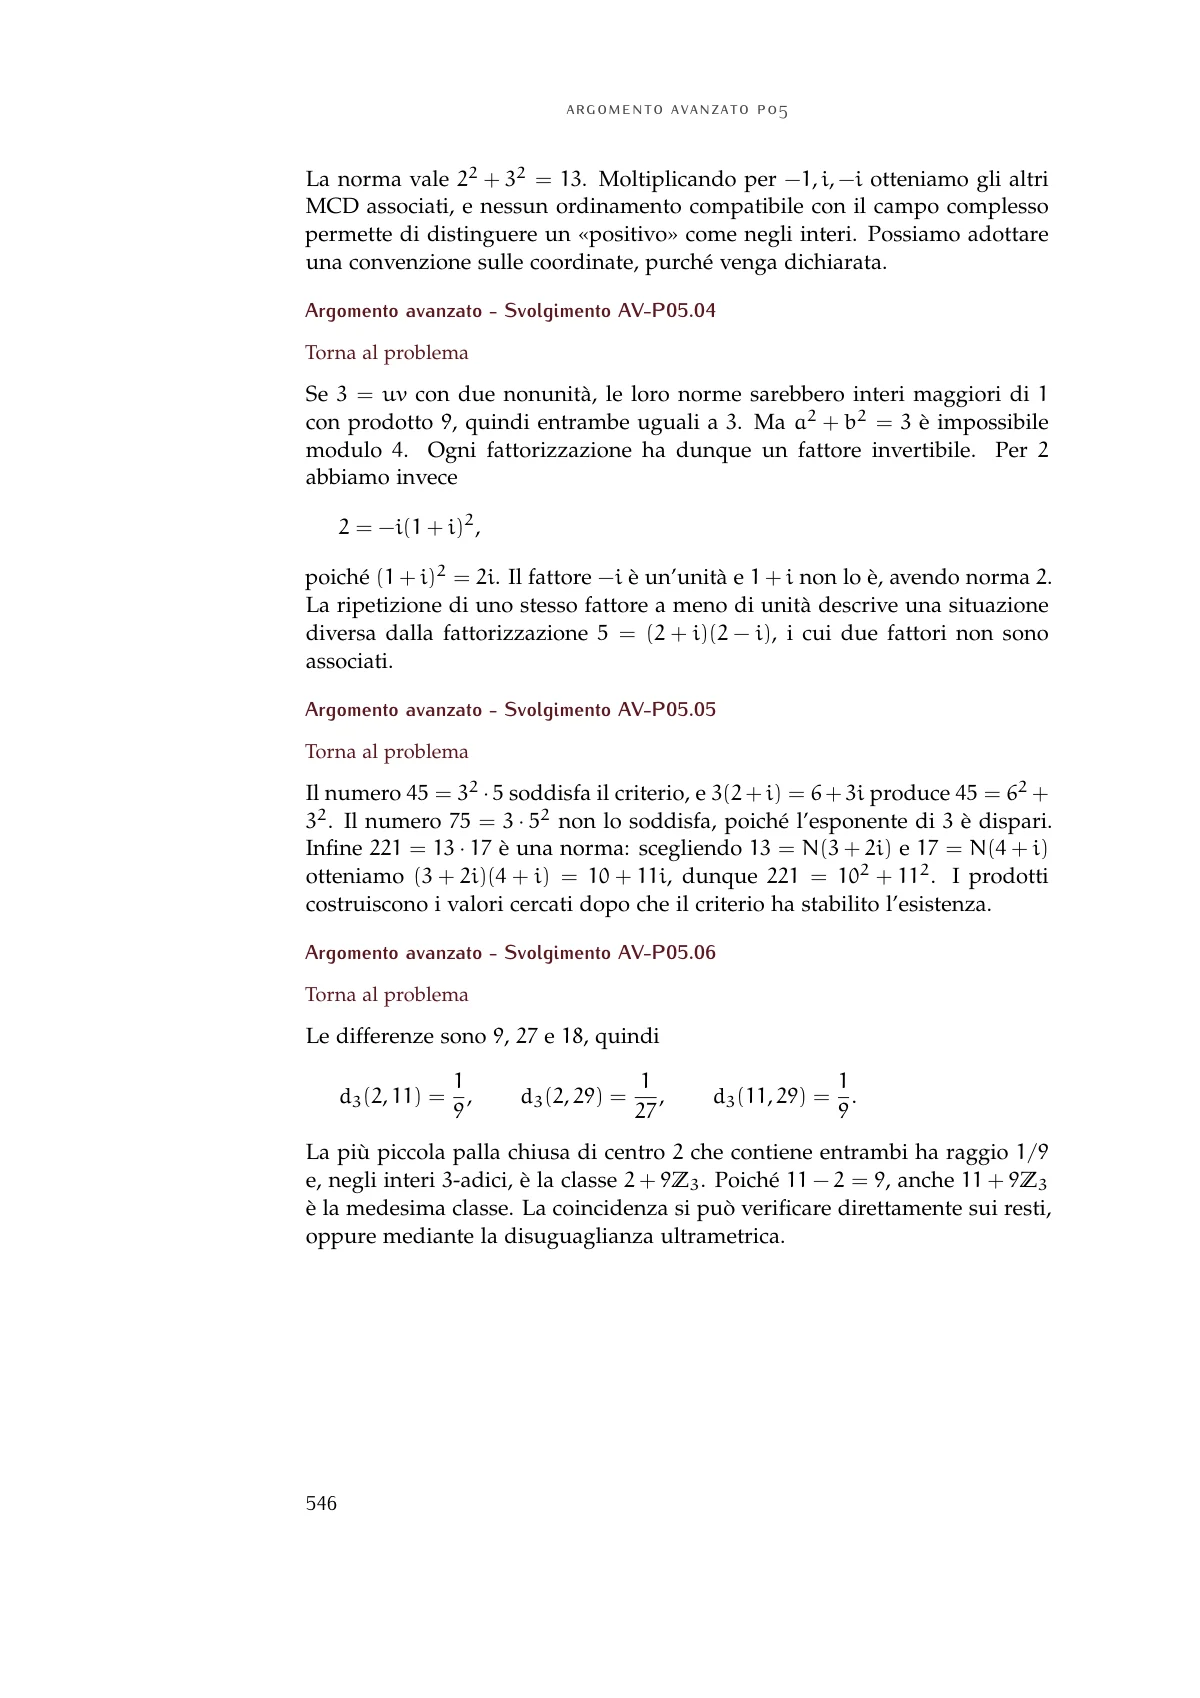 ARGOMENTO AVANZATO P05
La norma vale 2² + 3² = 13. Moltiplicando per −1, i, −i otteniamo gli altri
MCD associati, e nessun ordinamento compatibile con il campo complesso
permette di distinguere un «positivo» come negli interi. Possiamo adottare
una convenzione sulle coordinate, purché venga dichiarata.
Argomento avanzato – Svolgimento AV-P05.04
Torna al problema
Se 3 = uv con due nonunità, le loro norme sarebbero interi maggiori di 1
con prodotto 9, quindi entrambe uguali a 3. Ma a² + b² = 3 è impossibile
modulo 4. Ogni fattorizzazione ha dunque un fattore invertibile. Per 2
abbiamo invece
2 = −i(1 + i)²,
poiché (1 + i)² = 2i. Il fattore −i è un'unità e 1 + i non lo è, avendo norma 2.
La ripetizione di uno stesso fattore a meno di unità descrive una situazione
diversa dalla fattorizzazione 5 = (2 + i)(2 − i), i cui due fattori non sono
associati.
Argomento avanzato – Svolgimento AV-P05.05
Torna al problema
Il numero 45 = 3² · 5 soddisfa il criterio, e 3(2 + i) = 6 + 3i produce 45 = 6² +
3². Il numero 75 = 3 · 5² non lo soddisfa, poiché l'esponente di 3 è dispari.
Infine 221 = 13 · 17 è una norma: scegliendo 13 = N(3 + 2i) e 17 = N(4 + i)
otteniamo (3 + 2i)(4 + i) = 10 + 11i, dunque 221 = 10² + 11². I prodotti
costruiscono i valori cercati dopo che il criterio ha stabilito l'esistenza.
Argomento avanzato – Svolgimento AV-P05.06
Torna al problema
Le differenze sono 9, 27 e 18, quindi
d₃(2, 11) = 1/9, d₃(2, 29) = 1/27, d₃(11, 29) = 1/9.
La più piccola palla chiusa di centro 2 che contiene entrambi ha raggio 1/9
e, negli interi 3-adici, è la classe 2 + 9ℤ₃. Poiché 11 − 2 = 9, anche 11 + 9ℤ₃
è la medesima classe. La coincidenza si può verificare direttamente sui resti,
oppure mediante la disuguaglianza ultrametrica.
546